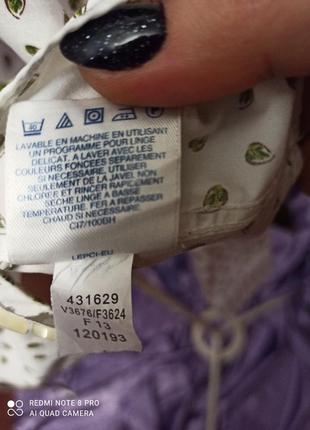 40
LAVABLE EN MACHINE EN UTILISANT
UN PROGRAMME POUR LINGE
DELICAT. A LAVER AVEC LES
COULEURS FONCEES SEPAREMENT
SI NECESSAIRE, UTILISER
SEULEMENT DE LA JAVEL NON
CHLOREE ET RINCER RAPIDEMENT
SECHE LINGE A BASSE
TEMPERATURE. FER A REPASSER
CHAUD SI NECESSAIRE
CI7/100BH
LEPCI-EU
431629
V3676/F3624
F 13
120193
REDMI NOTE 8 PRO
AI QUAD CAMERA